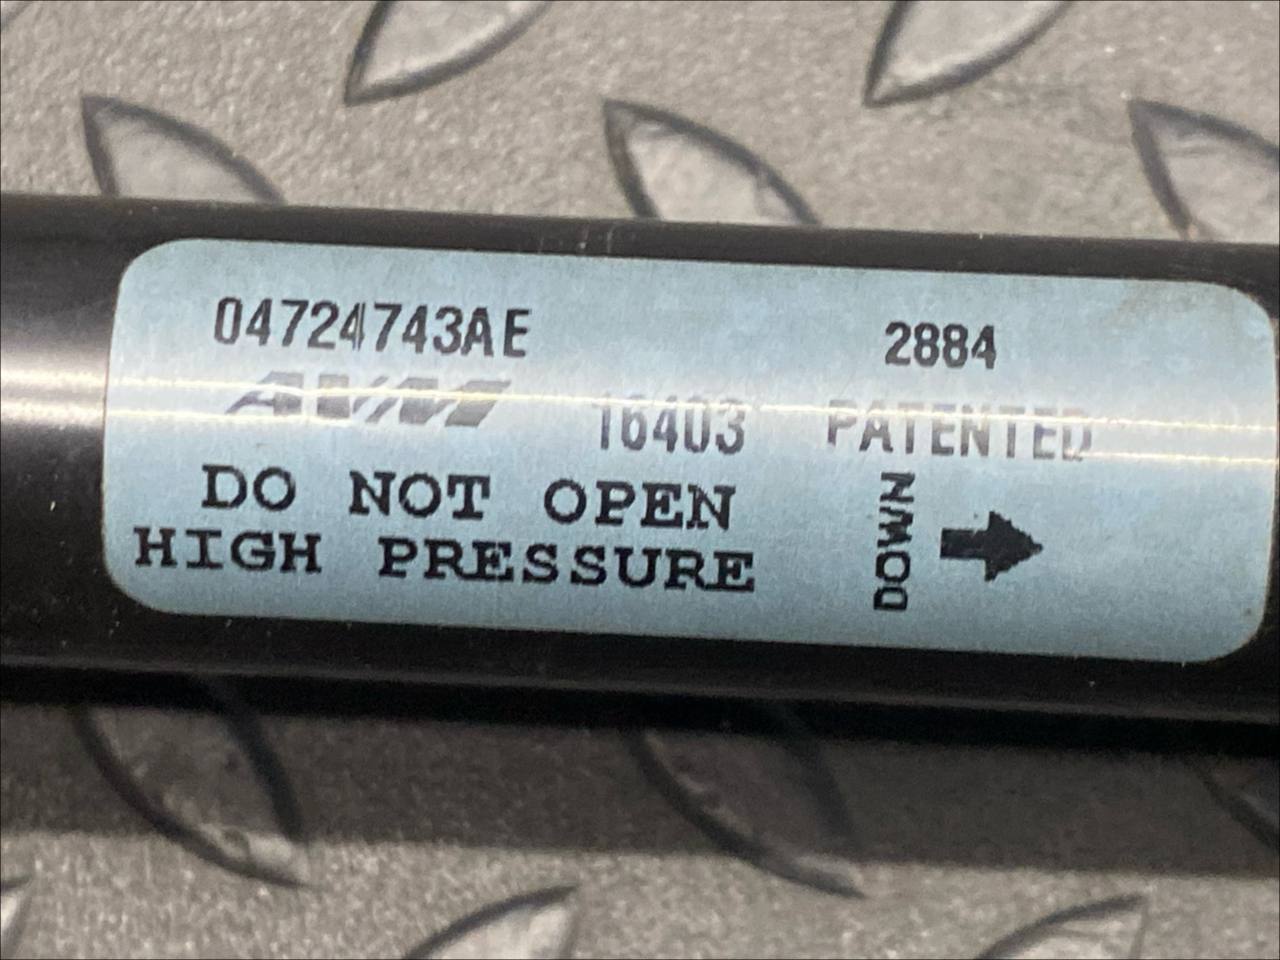 04724743AE 2884
AVM 16403 PATENTED
DO NOT OPEN
HIGH PRESSURE
DOWN